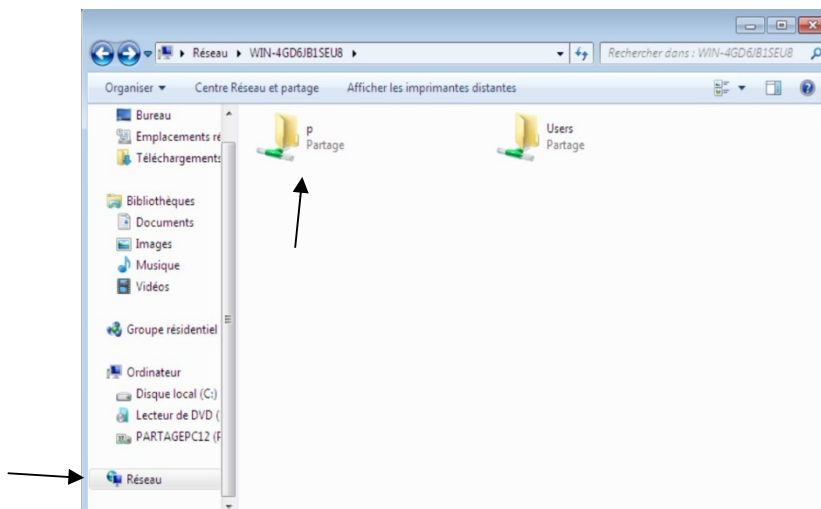 Réseau WIN-4GD6JB1SEU8
Rechercher dans : WIN-4GD6JB1SEU8
Organiser Centre Réseau et partage Afficher les imprimantes distantes
Bureau
Emplacements ré
Téléchargements
Bibliothèques
Documents
Images
Musique
Vidéos
Groupe résidentiel
Ordinateur
Disque local (C:)
Lecteur de DVD (
PARTAGEPC12 (P
Réseau
p
Partage
Users
Partage